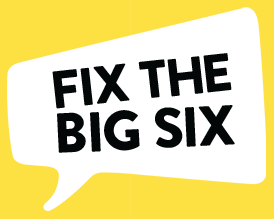 FIX THE
BIG SIX